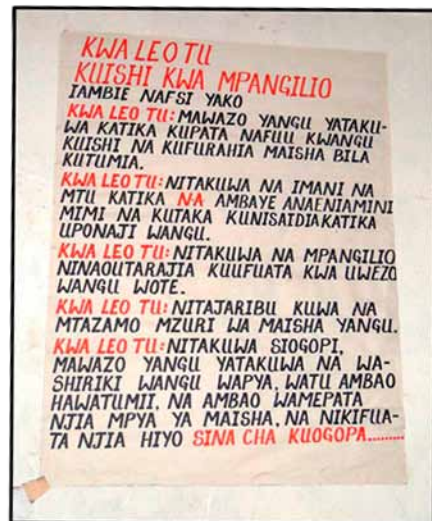 KWA LEO TU
KUISHI KWA MPANGILIO
IAMBIE NAFSI YAKO
KWA LEO TU: MAWAZO YANGU YATAKU-
WA KATIKA KUPATA NAFUU KWANGU
KUISHI NA KUFURAHIA MAISHA BILA
KUTUMIA.
KWA LEO TU: NITAKUWA NA IMANI NA
MTU KATIKA NA AMBAYE ANAENIAMINI
MIMI NA KUTAKA KUNISAIDIA KATIKA
UPONAJI WANGU.
KWA LEO TU: NITAKUWA NA MPANGILIO
NINAOUTARAJIA KUUFUATA KWA UWEZO
WANGU WOTE.
KWA LEO TU: NITAJARIBU KUWA NA
MTAZAMO MZURI WA MAISHA YANGU.
KWA LEO TU: NITAKUWA SIOGOPI,
MAWAZO YANGU YATAKUWA NA WA-
SHIRIKI WANGU WAPYA, WATU AMBAO
HAWATUMII, NA AMBAO WAMEPATA
NJIA MPYA YA MAISHA, NA NIKIFUA-
TA NJIA HIYO SINA CHA KUOGOPA.........